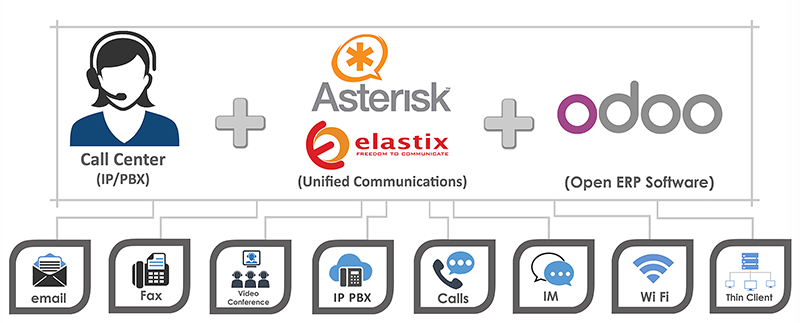 Asterisk™
elastix
FREEDOM TO COMMUNICATE
odoo
Call Center
(IP/PBX)
(Unified Communications)
(Open ERP Software)
email
Fax
Video
Conference
IP PBX
Calls
IM
Wi Fi
Thin Client